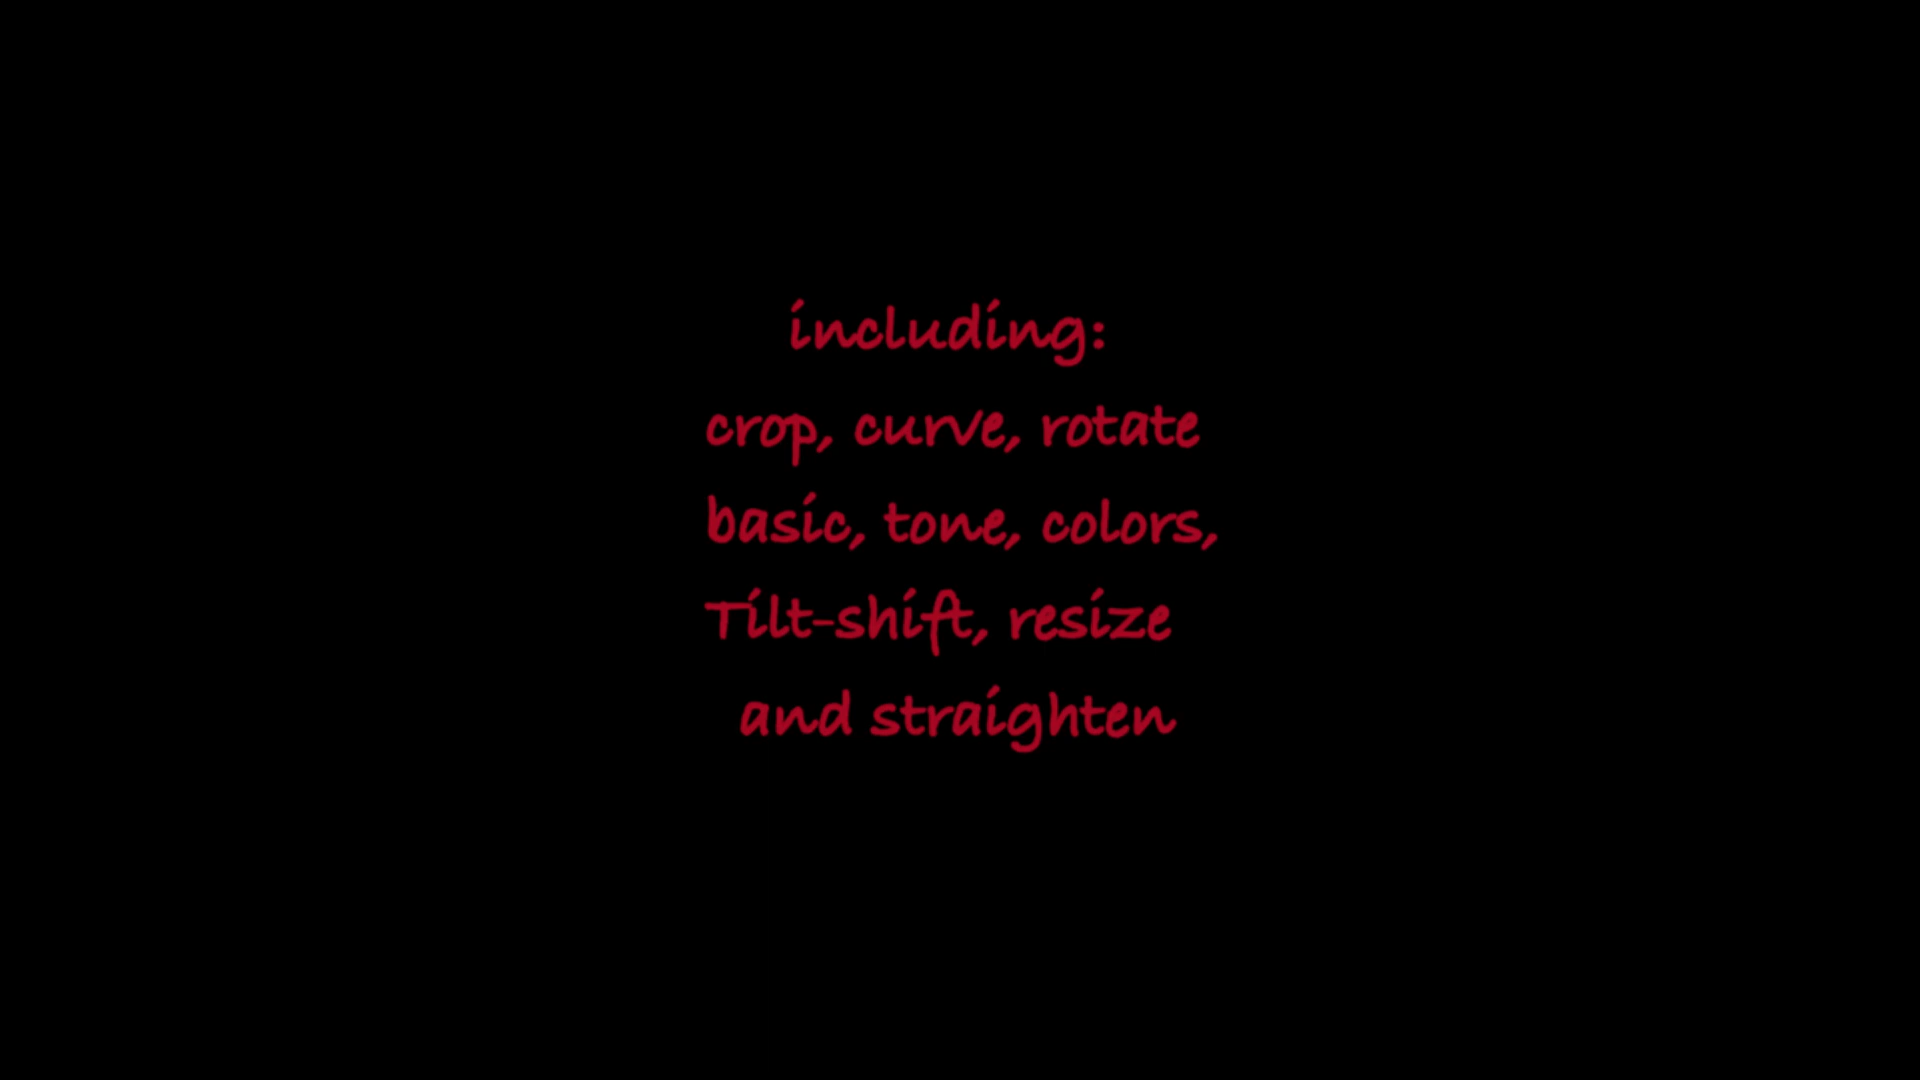 including:
crop, curve, rotate
basic, tone, colors,
Tilt-shift, resize
and straighten